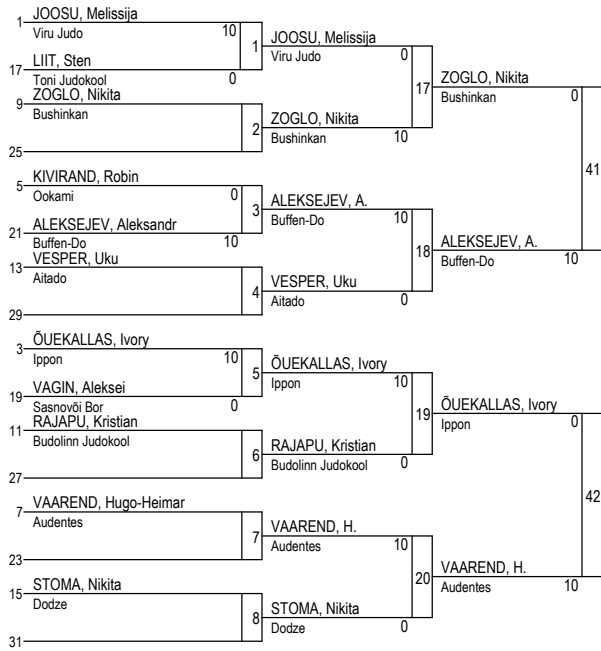 1 JOOSU, Melissija
Viru Judo 10
1
17 LIIT, Sten
Toni Judokool 0
JOOSU, Melissija
Viru Judo 0
9 ZOGLO, Nikita
Bushinkan
2
25
ZOGLO, Nikita
Bushinkan 10
17
ZOGLO, Nikita
Bushinkan 0
5 KIVIRAND, Robin
Ookami 0
3
21 ALEKSEJEV, Aleksandr
Buffen-Do 10
ALEKSEJEV, A.
Buffen-Do 10
13 VESPER, Uku
Aitado
4
29
VESPER, Uku
Aitado 0
18
ALEKSEJEV, A.
Buffen-Do 10
41
3 ÕUEKALLAS, Ivory
Ippon 10
5
19 VAGIN, Aleksei
Sasnovõi Bor 0
ÕUEKALLAS, Ivory
Ippon 10
11 RAJAPU, Kristian
Budolinn Judokool
6
27
RAJAPU, Kristian
Budolinn Judokool 0
19
ÕUEKALLAS, Ivory
Ippon 0
7 VAAREND, Hugo-Heimar
Audentes
7
23
VAAREND, H.
Audentes 10
15 STOMA, Nikita
Dodze
8
31
STOMA, Nikita
Dodze 0
20
VAAREND, H.
Audentes 10
42